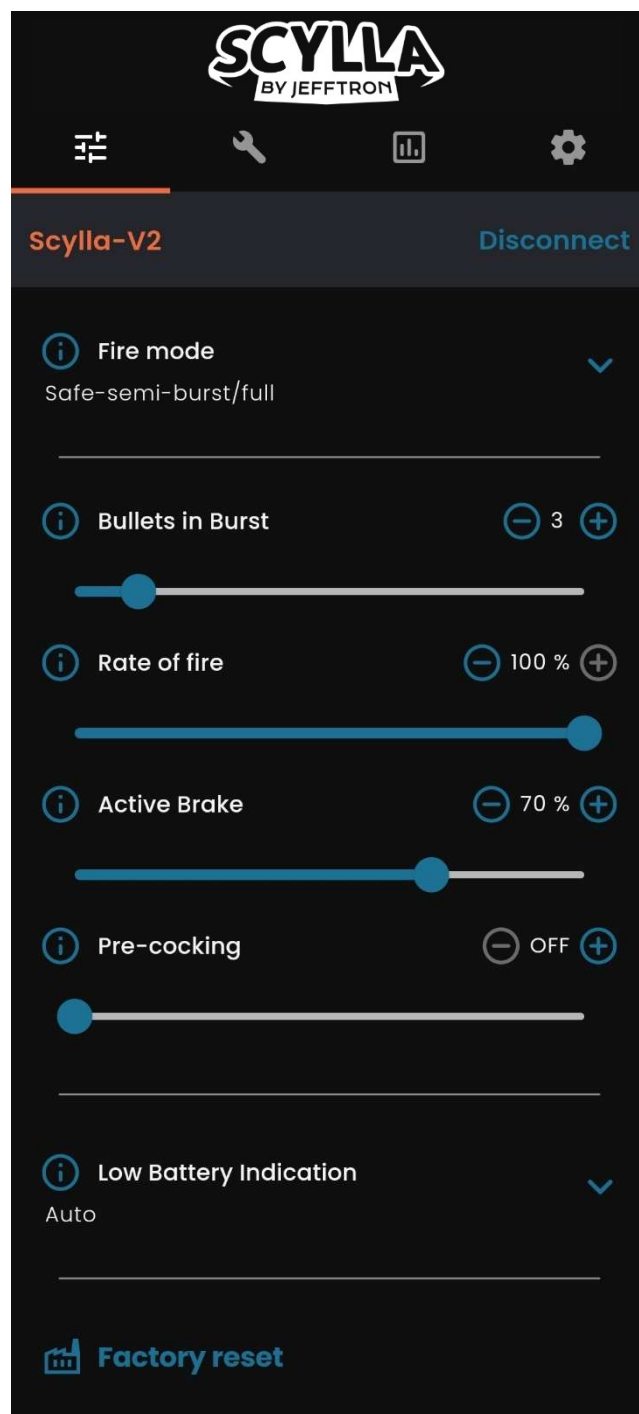 SCYLLA
BY JEFFTRON
Scylla-V2 Disconnect
Fire mode
Safe-semi-burst/full
Bullets in Burst 3
Rate of fire 100 %
Active Brake 70 %
Pre-cocking OFF
Low Battery Indication
Auto
Factory reset